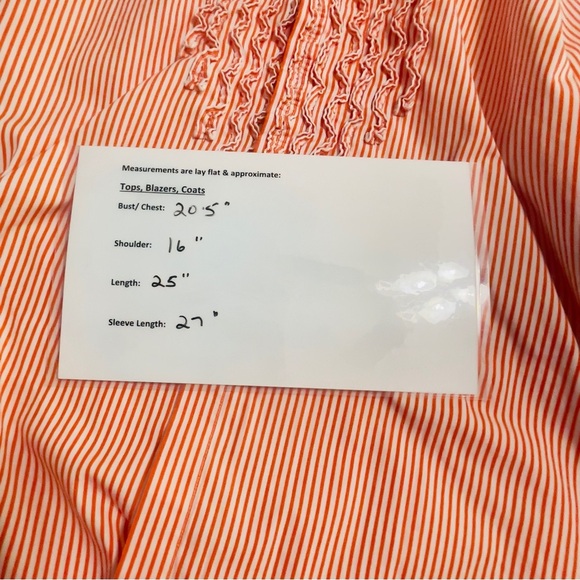 Measurements are lay flat & approximate:
Tops, Blazers, Coats
Bust/ Chest: 20.5"
Shoulder: 16"
Length: 25"
Sleeve Length: 27"